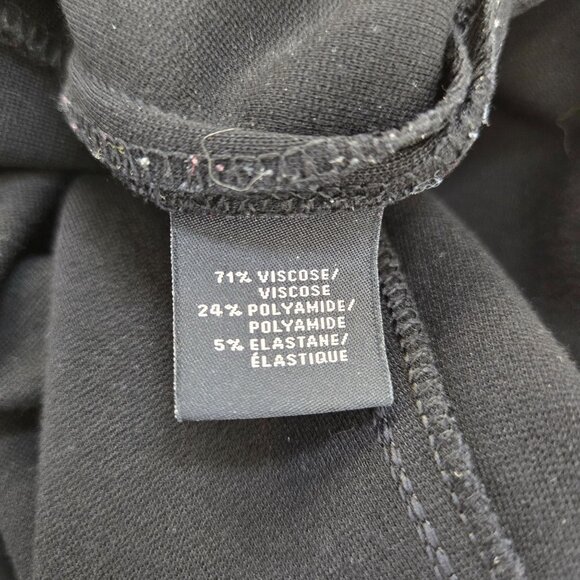 71% VISCOSE/
VISCOSE
24% POLYAMIDE/
POLYAMIDE
5% ELASTANE/
ÉLASTIQUE